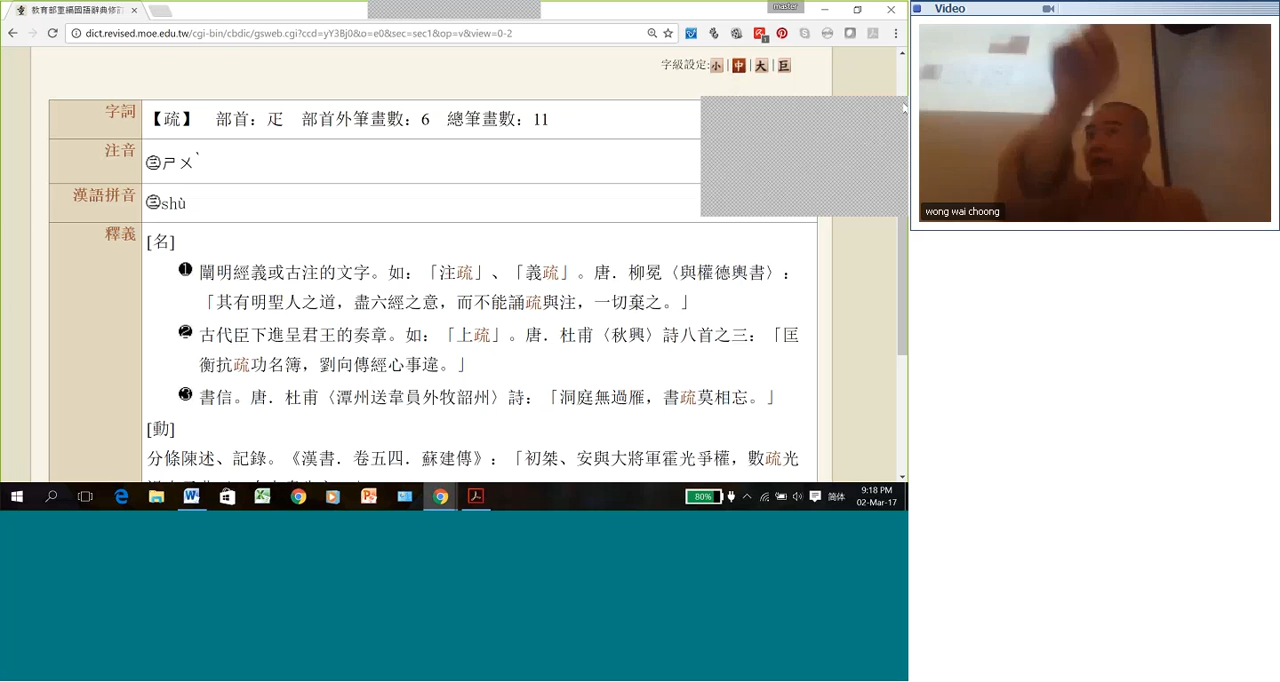 教育部重編國語辭典修訂
master
dict.revised.moe.edu.tw/cgi-bin/cbdic/gsweb.cgi?ccd=yY3Bj0&o=e0&sec=sec1&op=v&view=0-2
字級設定:小|中|大|巨
字詞 【疏】 部首: 疋 部首外筆畫數: 6 總筆畫數: 11
注音 ㊂ㄕㄨˋ
漢語拼音 ㊂shù
釋義 [名]
❶ 闡明經義或古注的文字。如:「注疏」、「義疏」。唐．柳冕〈與權德輿書〉:
「其有明聖人之道，盡六經之意，而不能誦疏與注，一切棄之。」
❷ 古代臣下進呈君王的奏章。如:「上疏」。唐．杜甫〈秋興〉詩八首之三:「匡
衡抗疏功名簿，劉向傳經心事違。」
❸ 書信。唐．杜甫〈潭州送韋員外牧韶州〉詩:「洞庭無過雁，書疏莫相忘。」
[動]
分條陳述、記錄。《漢書．卷五四．蘇建傳》:「初桀、安與大將軍霍光爭權，數疏光
80%
简体
9:18 PM
02-Mar-17
Video
wong wai choong